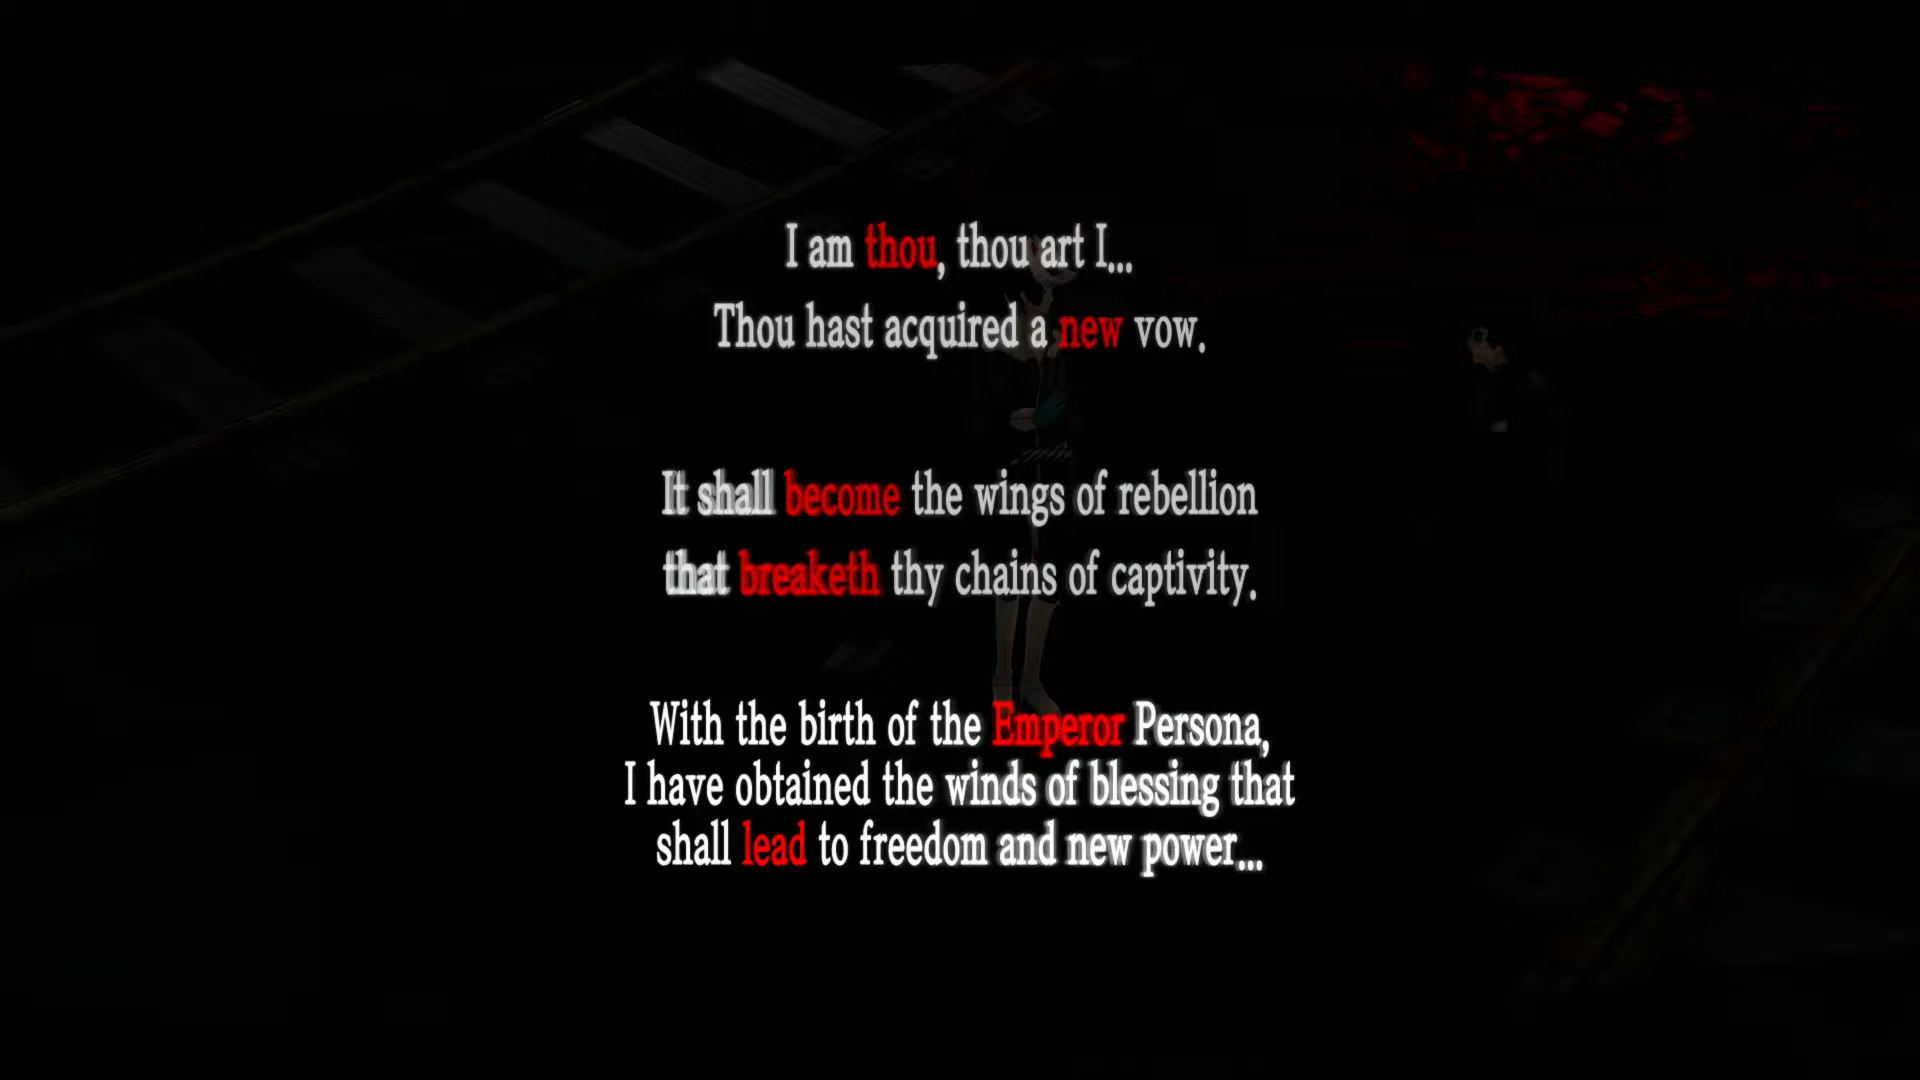 I am thou, thou art I...
Thou hast acquired a new vow.
It shall become the wings of rebellion
that breaketh thy chains of captivity.
With the birth of the Emperor Persona,
I have obtained the winds of blessing that
shall lead to freedom and new power...